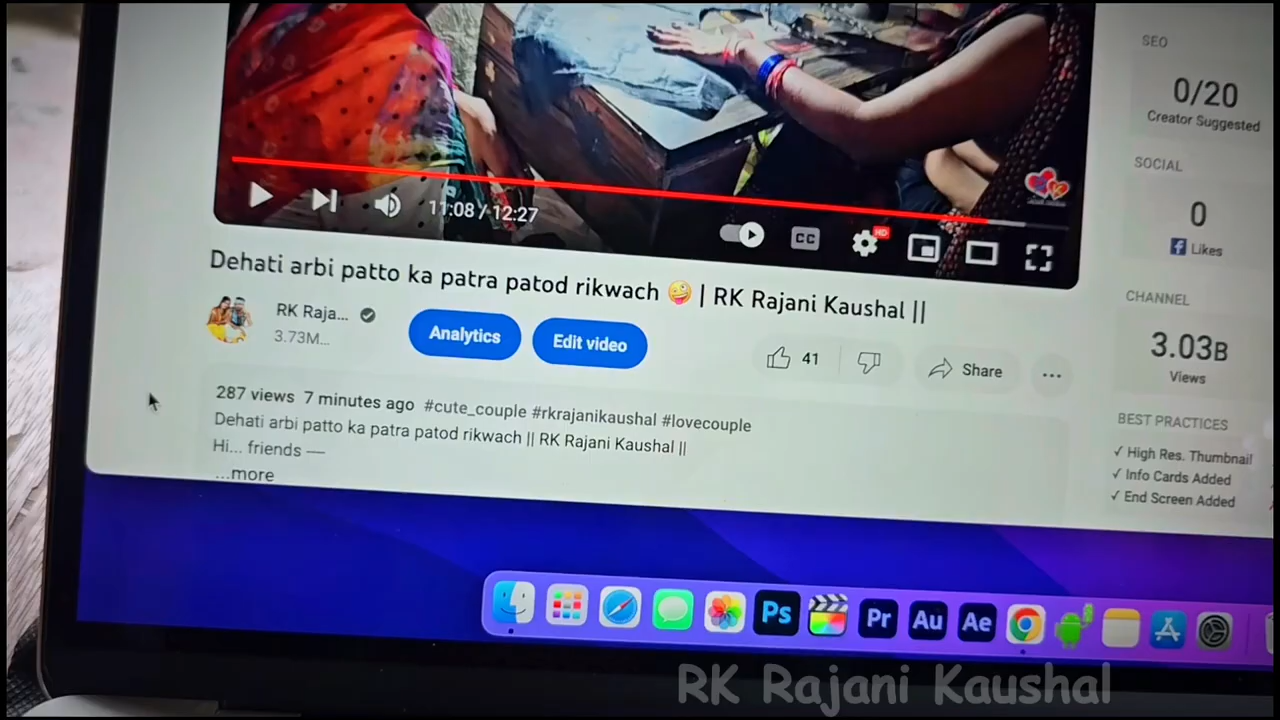 SEO
0/20
Creator Suggested
SOCIAL
0
Likes
CHANNEL
3.03B
Views
BEST PRACTICES
✓ High Res. Thumbnail
✓ Info Cards Added
✓ End Screen Added
11:08 / 12:27
CC
HD
Dehati arbi patto ka patra patod rikwach 🤪 | RK Rajani Kaushal ||
RK Raja...
3.73M...
Analytics
Edit video
41
Share
...
287 views 7 minutes ago #cute_couple #rkrajanikaushal #lovecouple
Dehati arbi patto ka patra patod rikwach || RK Rajani Kaushal ||
Hi... friends —
...more
Ps
Pr
Au
Ae
RK Rajani Kaushal